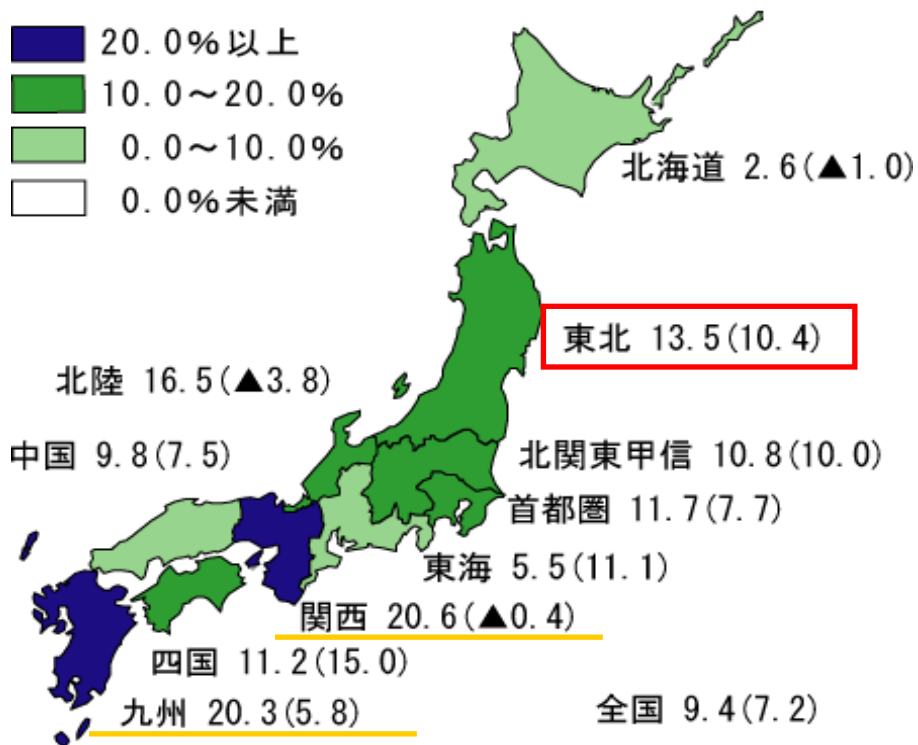 20.0%以上
10.0～20.0%
0.0～10.0%
0.0%未満
北海道 2.6(▲1.0)
東北 13.5(10.4)
北陸 16.5(▲3.8)
中国 9.8(7.5)
北関東甲信 10.8(10.0)
首都圏 11.7(7.7)
東海 5.5(11.1)
関西 20.6(▲0.4)
四国 11.2(15.0)
九州 20.3(5.8)
全国 9.4(7.2)